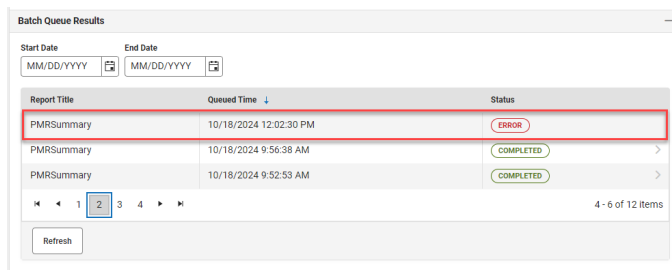 Batch Queue Results
Start Date End Date
MM/DD/YYYY MM/DD/YYYY
Report Title Queued Time ↓ Status
PMRSummary 10/18/2024 12:02:30 PM ERROR
PMRSummary 10/18/2024 9:56:38 AM COMPLETED
PMRSummary 10/18/2024 9:52:53 AM COMPLETED
1 2 3 4 4 - 6 of 12 items
Refresh